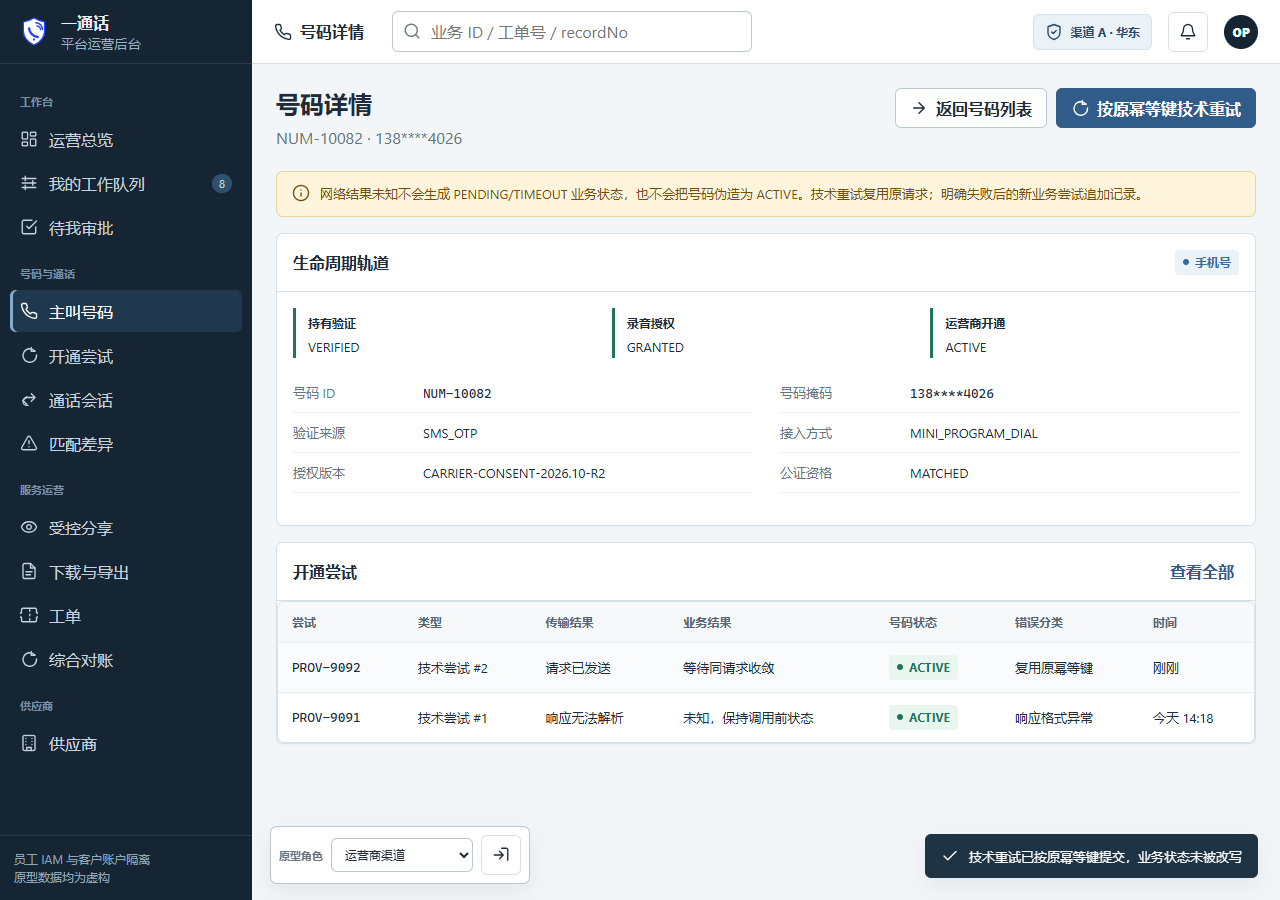 一通话
平台运营后台
工作台
运营总览
我的工作队列 8
待我审批
号码与通话
主叫号码
开通尝试
通话会话
匹配差异
服务运营
受控分享
下载与导出
工单
综合对账
供应商
供应商
员工 IAM 与客户账户隔离
原型数据均为虚构
号码详情
业务 ID / 工单号 / recordNo
渠道 A · 华东
OP
号码详情
NUM-10082 · 138****4026
返回号码列表
按原幂等键技术重试
网络结果未知不会生成 PENDING/TIMEOUT 业务状态，也不会把号码伪造为 ACTIVE。技术重试复用原请求；明确失败后的新业务尝试追加记录。
生命周期轨道
手机号
持有验证
VERIFIED
录音授权
GRANTED
运营商开通
ACTIVE
号码 ID NUM-10082
号码掩码 138****4026
验证来源 SMS_OTP
接入方式 MINI_PROGRAM_DIAL
授权版本 CARRIER-CONSENT-2026.10-R2
公证资格 MATCHED
开通尝试
查看全部
尝试 类型 传输结果 业务结果 号码状态 错误分类 时间
PROV-9092 技术尝试 #2 请求已发送 等待同请求收敛 ACTIVE 复用原幂等键 刚刚
PROV-9091 技术尝试 #1 响应无法解析 未知，保持调用前状态 ACTIVE 响应格式异常 今天 14:18
原型角色 运营商渠道
技术重试已按原幂等键提交，业务状态未被改写